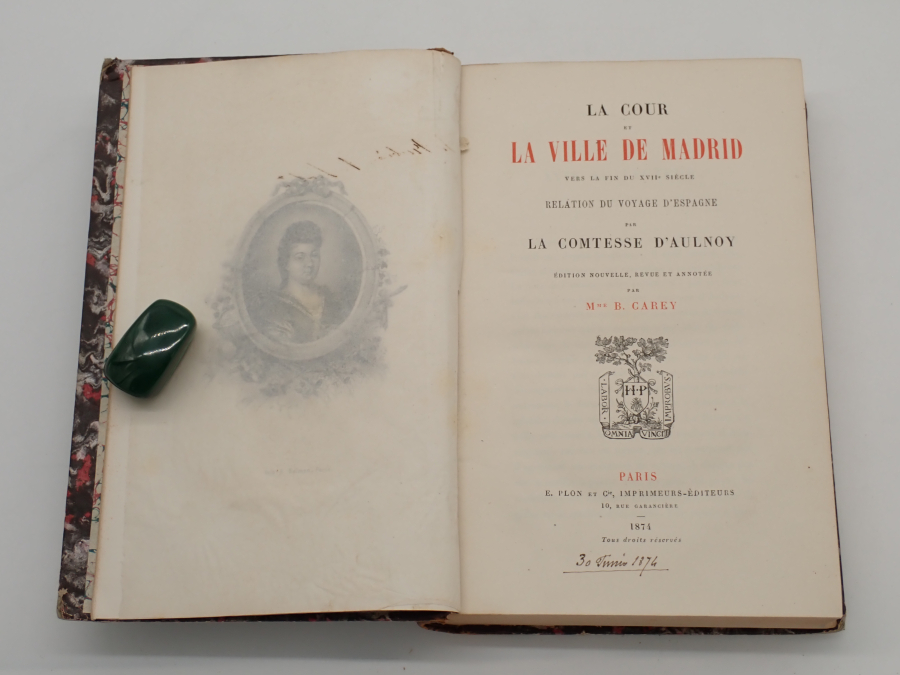 LA COUR
ET
LA VILLE DE MADRID
VERS LA FIN DU XVIIe SIÈCLE
RELATION DU VOYAGE D'ESPAGNE
PAR
LA COMTESSE D'AULNOY
ÉDITION NOUVELLE, REVUE ET ANNOTÉE
PAR
Mme B. CAREY
H·P
LABOR
IMPROBVS
OMNIA VINCIT
PARIS
E. PLON ET Cie, IMPRIMEURS-ÉDITEURS
10, RUE GARANCIÈRE
1874
Tous droits réservés
30 Juin 1874